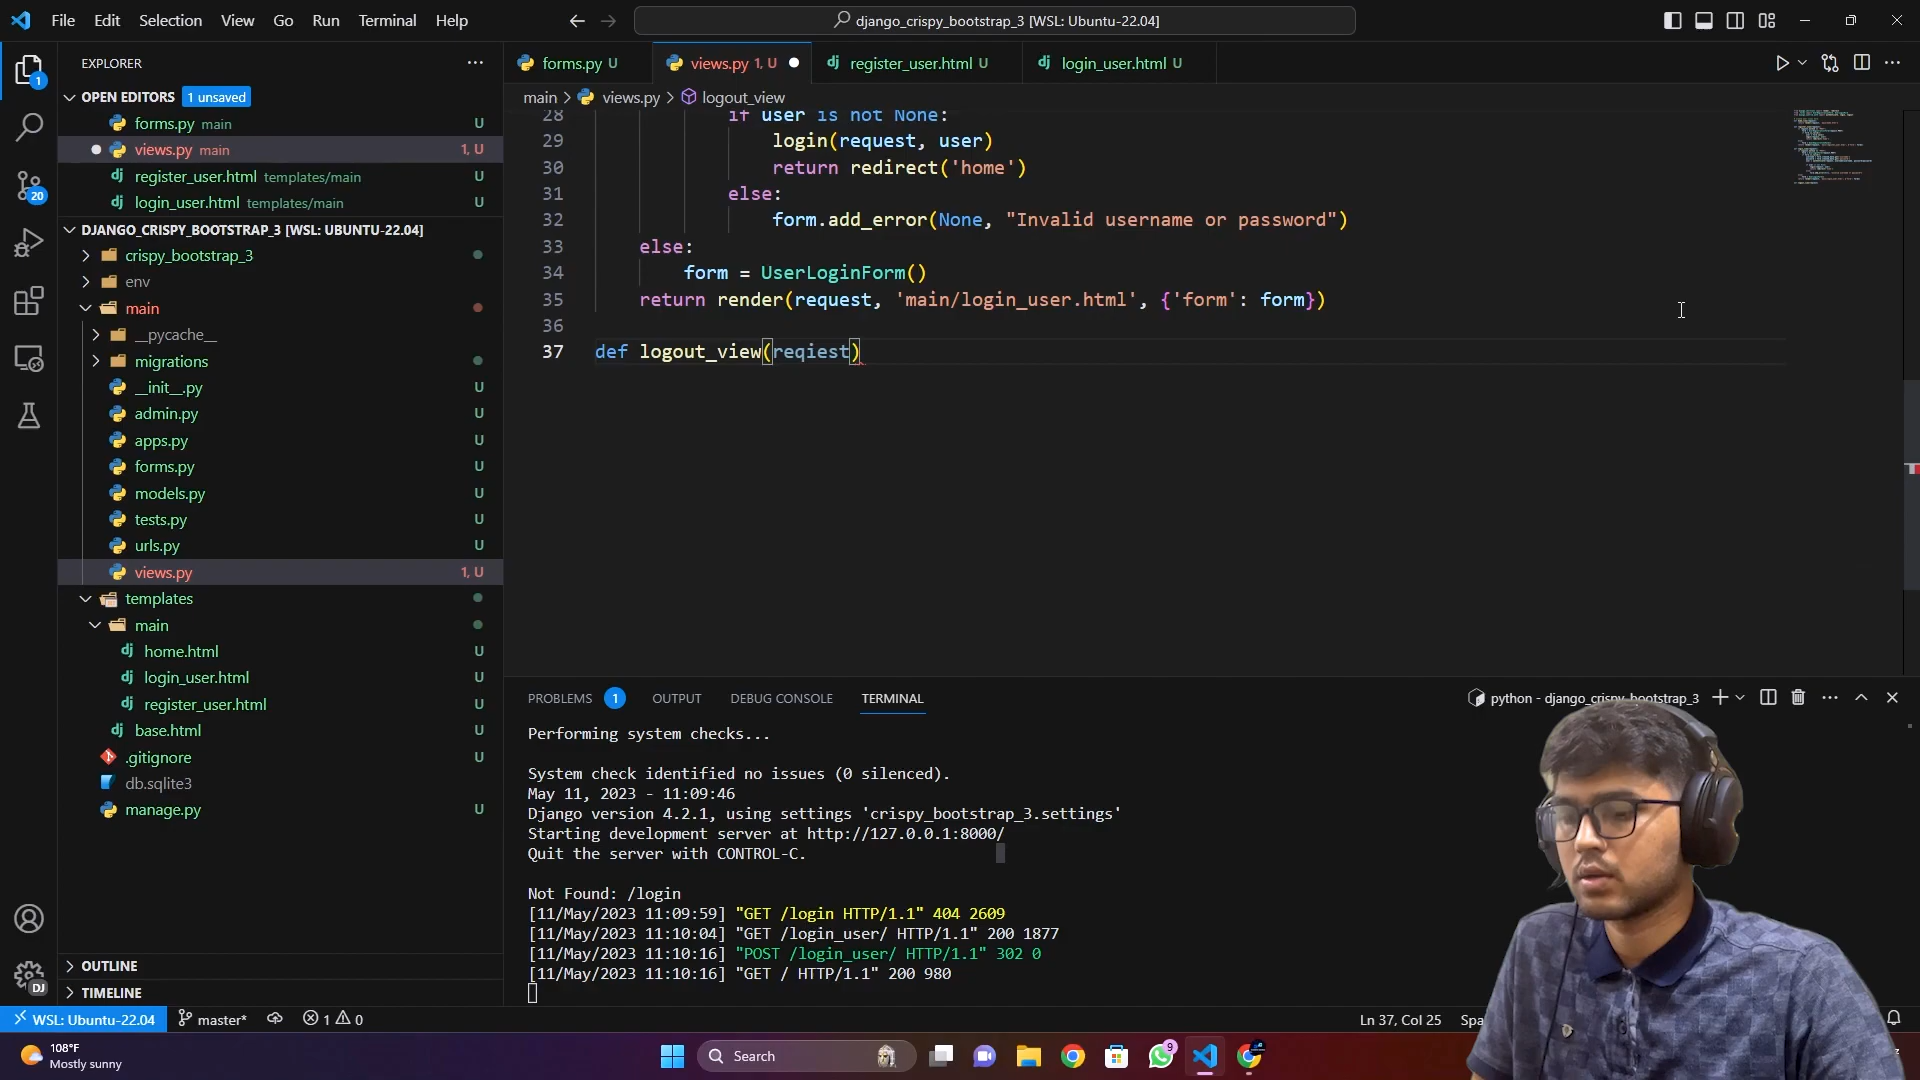 File Edit Selection View Go Run Terminal Help
django_crispy_bootstrap_3 [WSL: Ubuntu-22.04]
EXPLORER
forms.py U
views.py 1, U
register_user.html U
login_user.html U
main > views.py > logout_view
OPEN EDITORS 1 unsaved
forms.py main U
views.py main 1, U
register_user.html templates/main U
login_user.html templates/main U
DJANGO_CRISPY_BOOTSTRAP_3 [WSL: UBUNTU-22.04]
crispy_bootstrap_3
env
main
__pycache__
migrations
__init__.py U
admin.py U
apps.py U
forms.py U
models.py U
tests.py U
urls.py U
views.py 1, U
templates
main
home.html U
login_user.html U
register_user.html U
base.html U
.gitignore U
db.sqlite3
manage.py U
OUTLINE
TIMELINE
1
20
DJ
28 if user is not None:
29 login(request, user)
30 return redirect('home')
31 else:
32 form.add_error(None, "Invalid username or password")
33 else:
34 form = UserLoginForm()
35 return render(request, 'main/login_user.html', {'form': form})
36
37 def logout_view(reqiest)
PROBLEMS 1 OUTPUT DEBUG CONSOLE TERMINAL
python - django_crispy_bootstrap_3
Performing system checks...
System check identified no issues (0 silenced).
May 11, 2023 - 11:09:46
Django version 4.2.1, using settings 'crispy_bootstrap_3.settings'
Starting development server at http://127.0.0.1:8000/
Quit the server with CONTROL-C.
Not Found: /login
[11/May/2023 11:09:59] "GET /login HTTP/1.1" 404 2609
[11/May/2023 11:10:04] "GET /login_user/ HTTP/1.1" 200 1877
[11/May/2023 11:10:16] "POST /login_user/ HTTP/1.1" 302 0
[11/May/2023 11:10:16] "GET / HTTP/1.1" 200 980
WSL: Ubuntu-22.04 master* 1 0
Ln 37, Col 25 Spa
108°F
Mostly sunny
Search
9